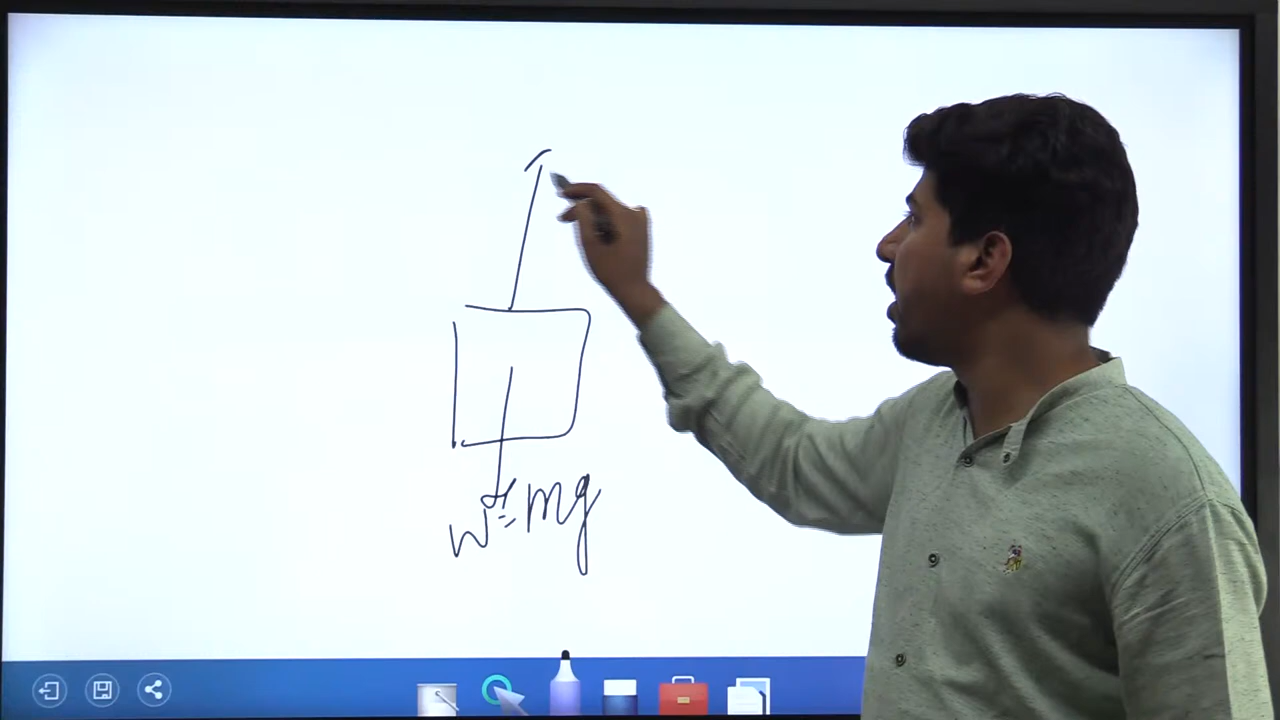 w = mg